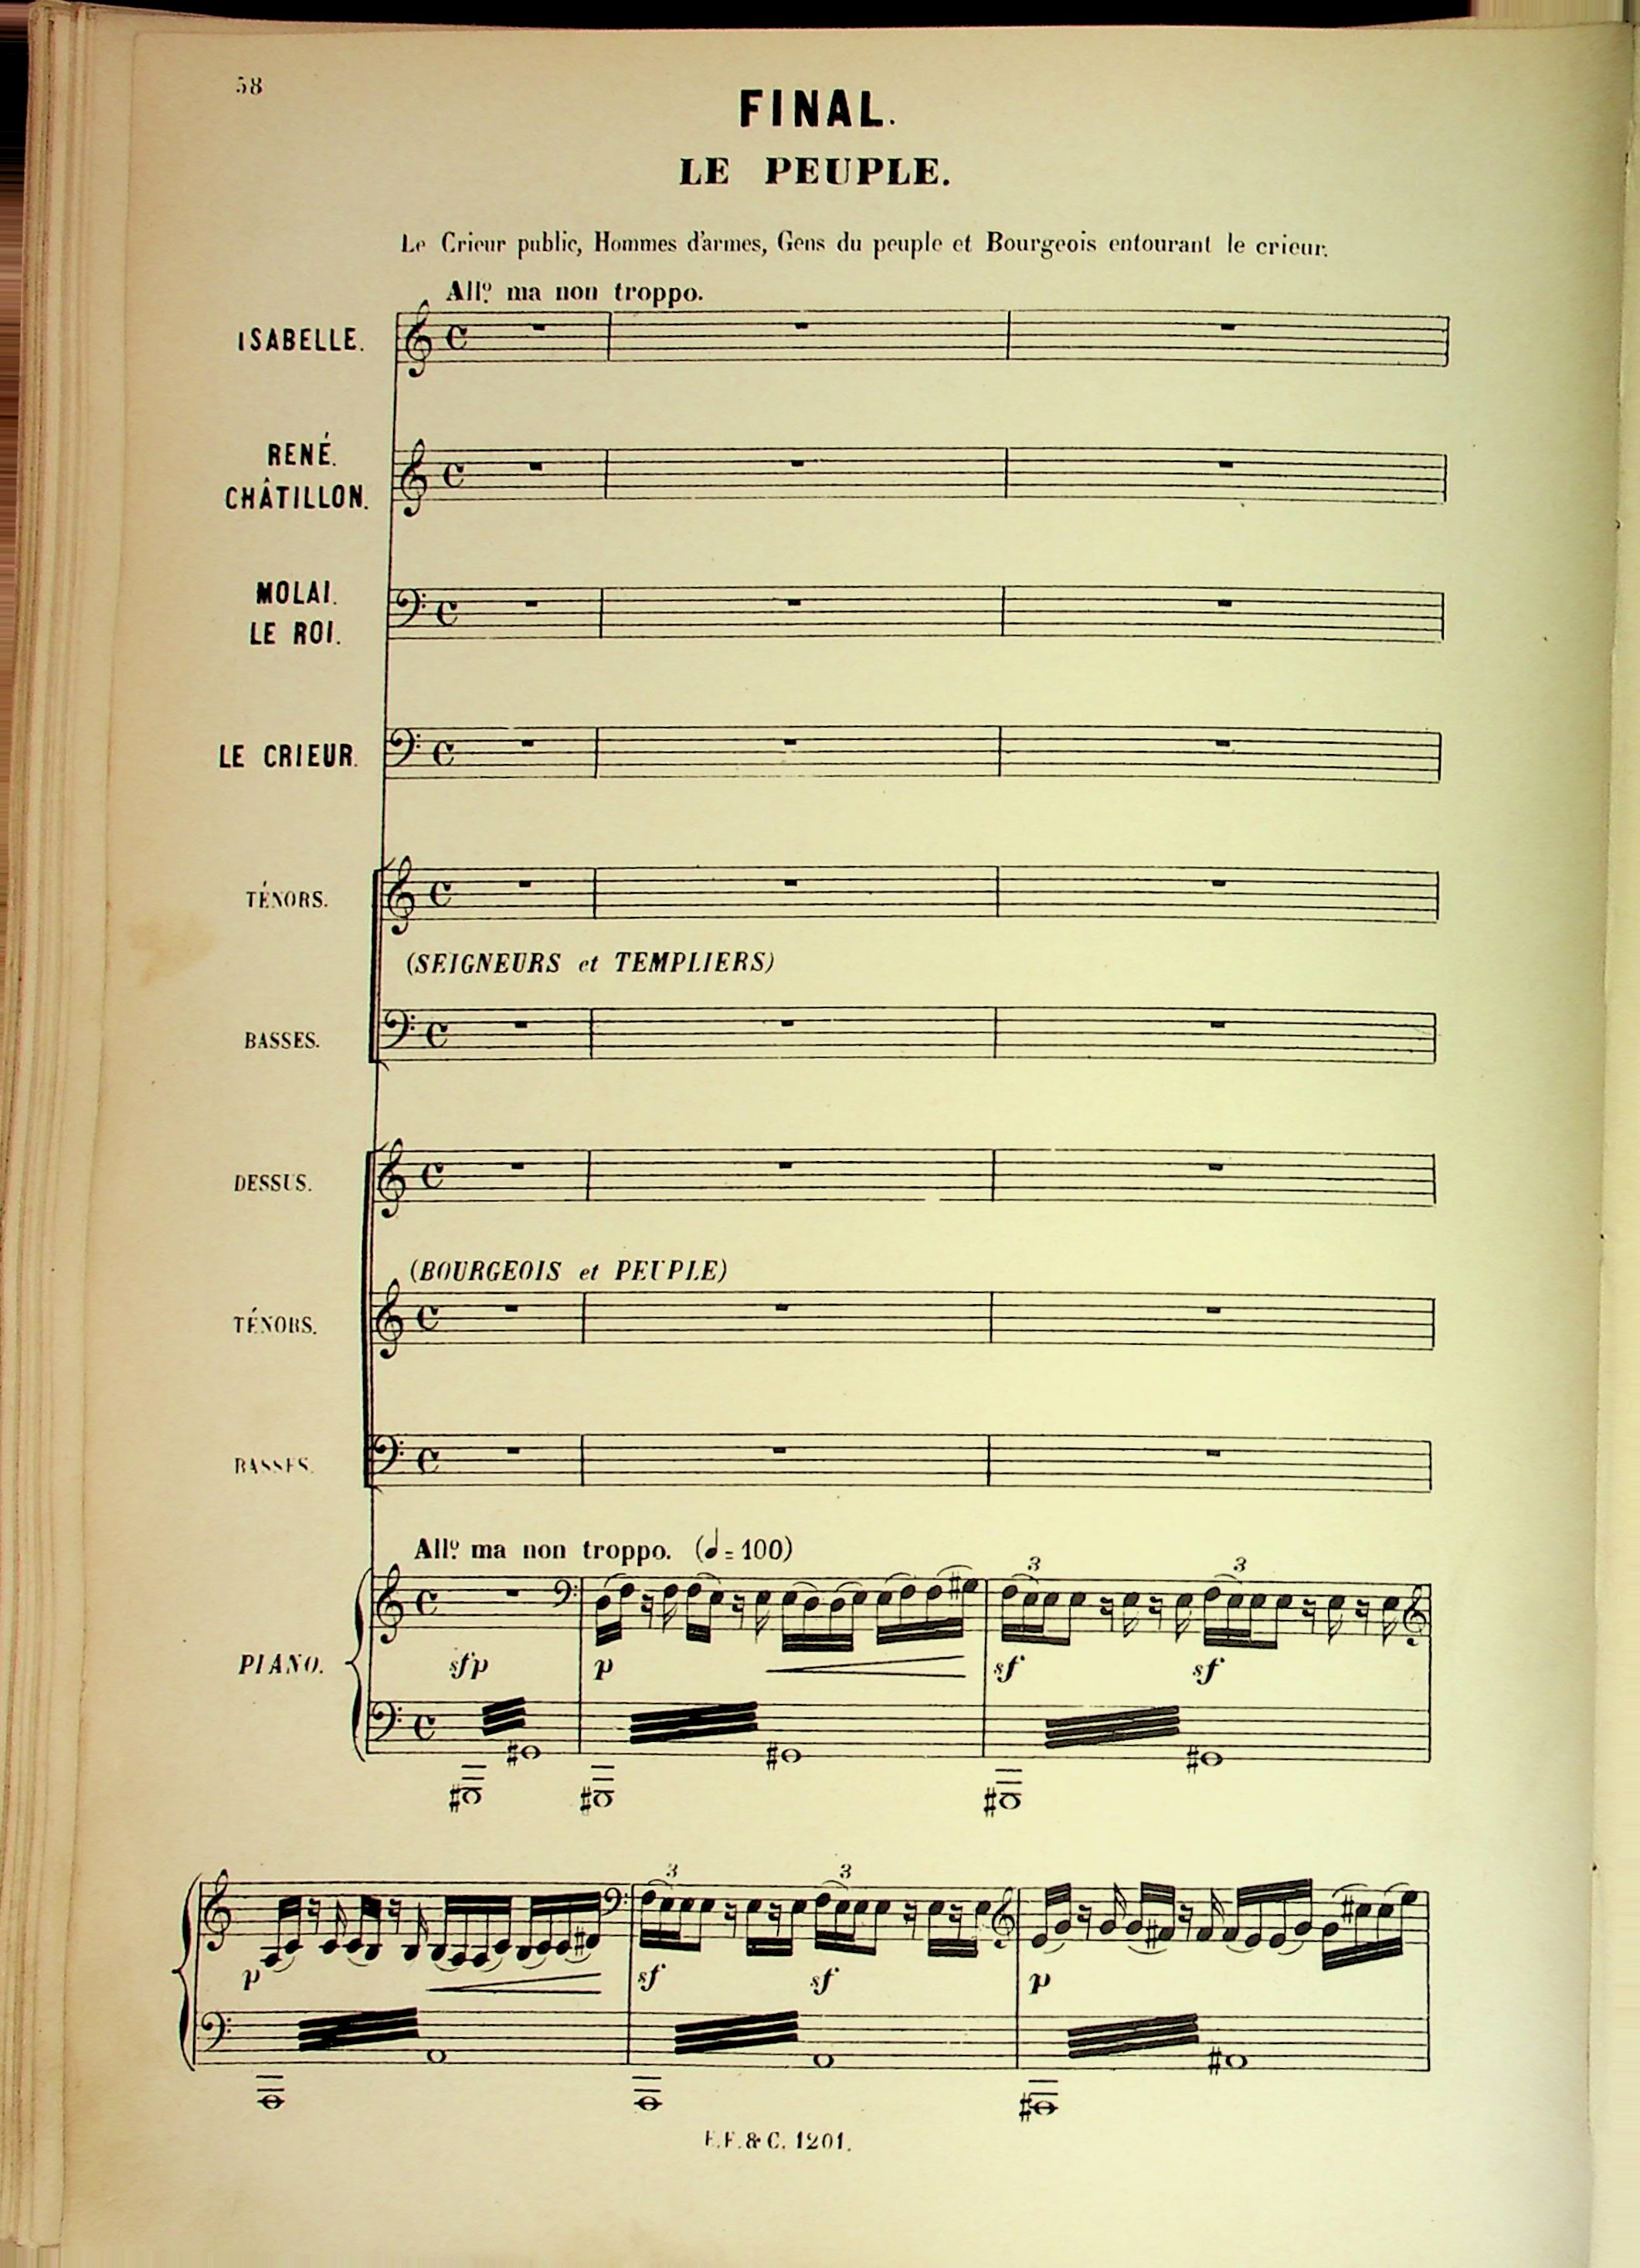 58
FINAL.
LE PEUPLE.
Le Crieur public, Hommes d'armes, Gens du peuple et Bourgeois entourant le crieur.
All.º ma non troppo.
ISABELLE.
RENÉ.
CHÂTILLON.
MOLAI.
LE ROI.
LE CRIEUR.
TÉNORS.
(SEIGNEURS et TEMPLIERS)
BASSES.
DESSUS.
(BOURGEOIS et PEUPLE)
TÉNORS.
BASSES.
All.º ma non troppo. (𝅗𝅥 = 100)
3 3
PIANO.
sfp p sf sf
3 3
p sf sf p
E.F. & C. 1201.